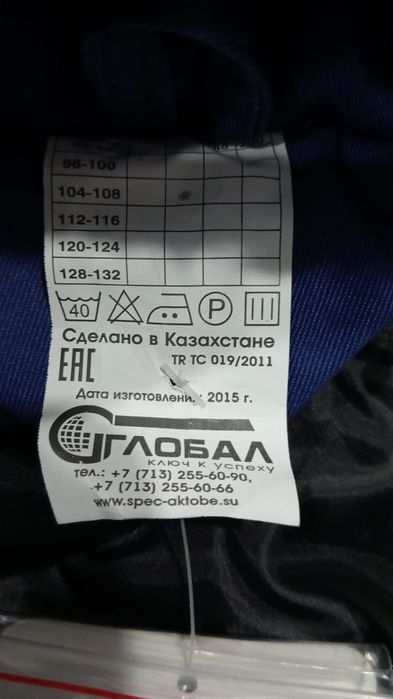 96-100
104-108
112-116
120-124
128-132
40 P
Сделано в Казахстане
EAC TR TC 019/2011
Дата изготовления 2015 г.
ГЛОБАЛ
КЛЮЧ К УСПЕХУ
тел.: +7 (713) 255-60-90,
+7 (713) 255-60-66
www.spec-aktobe.su